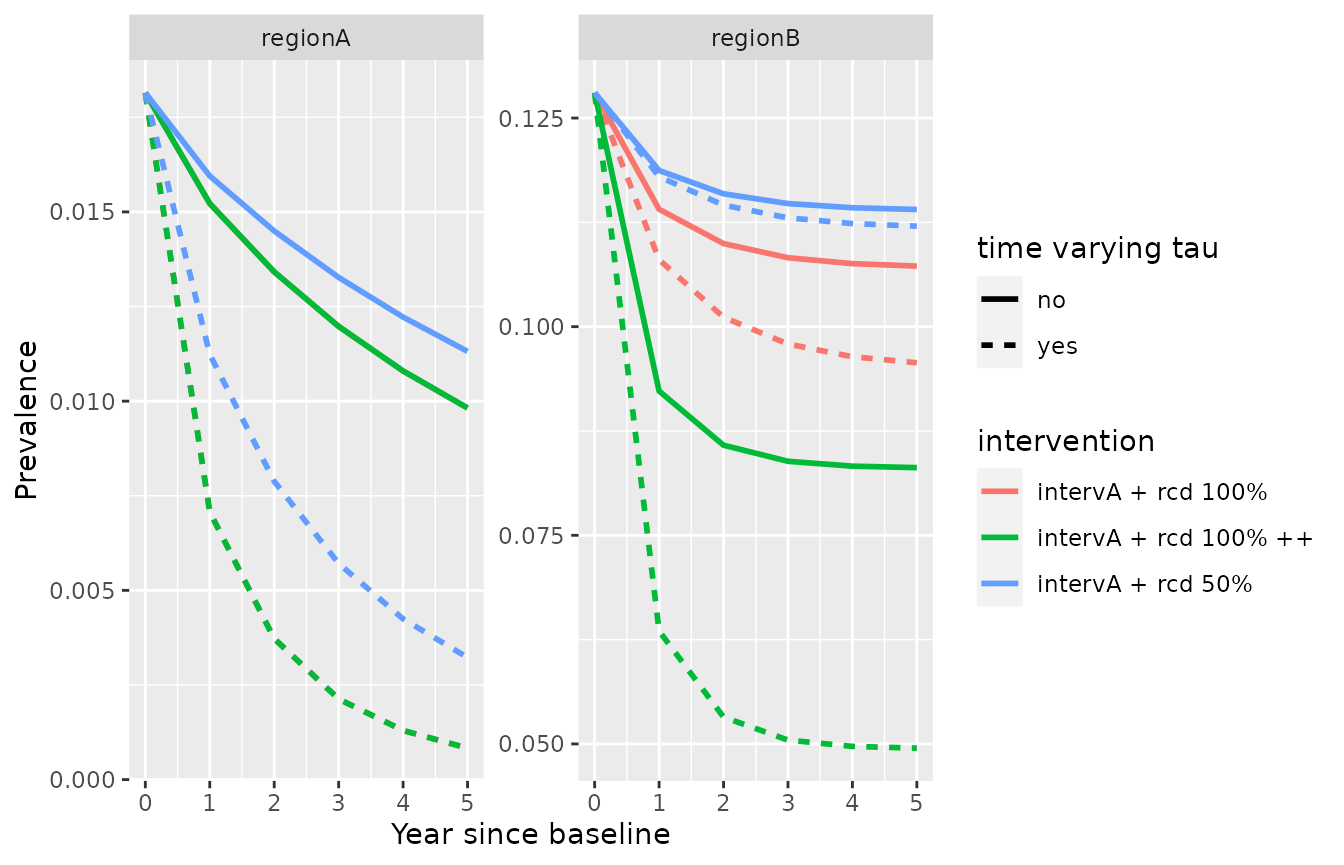 regionA
regionB
Prevalence
0.015
0.010
0.005
0.000
0.125
0.100
0.075
0.050
0 1 2 3 4 5
0 1 2 3 4 5
Year since baseline
time varying tau
no
yes
intervention
intervA + rcd 100%
intervA + rcd 100% ++
intervA + rcd 50%